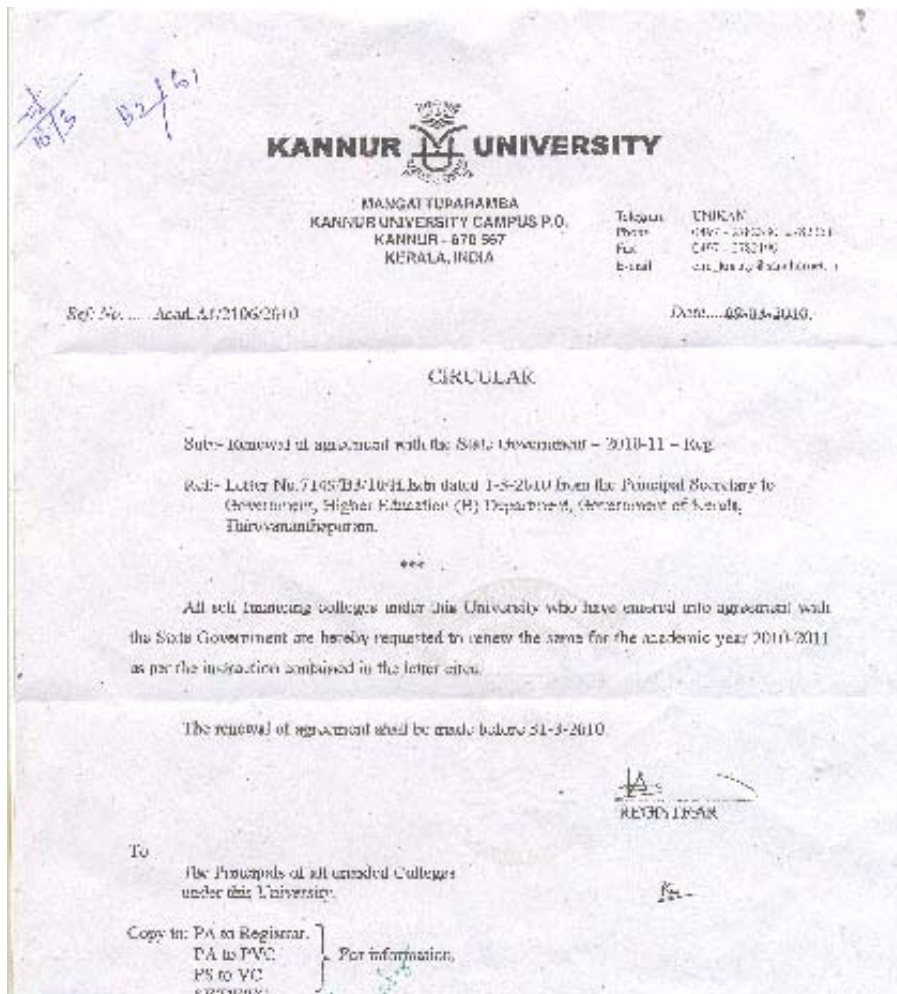 B2
KANNUR UNIVERSITY
MANGATTUPARAMBA
KANNUR UNIVERSITY CAMPUS P.O.
KANNUR - 670 567
KERALA, INDIA
Telegram UNIKAN
Phone
Fax
E-mail
Ref: No. ..... Acad.A1/2106/2010
Date....09-03-2010.
CIRCULAR
Sub:- Renewal of agreement with the State Government – 2010-11 – Reg.
Ref:- Letter No. dated 1-3-2010 from the Principal Secretary to
Government, Higher Education (B) Department, Government of Kerala,
Thiruvananthapuram.
***
All self financing colleges under this University who have entered into agreement with
the State Government are hereby requested to renew the same for the academic year 2010-2011
as per the instruction contained in the letter cited.
The renewal of agreement shall be made before 31-3-2010.
REGISTRAR
To
The Principals of all unaided Colleges
under this University.
Copy to: PA to Registrar.
PA to PVC
For information.
PS to VC